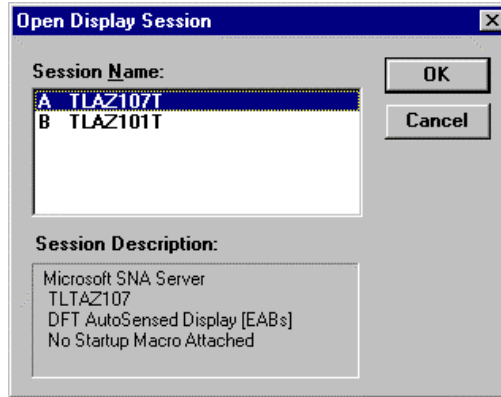 Open Display Session
Session Name:
A TLAZ107T
B TLAZ101T
OK
Cancel
Session Description:
Microsoft SNA Server
TLTAZ107
DFT AutoSensed Display [EABs]
No Startup Macro Attached